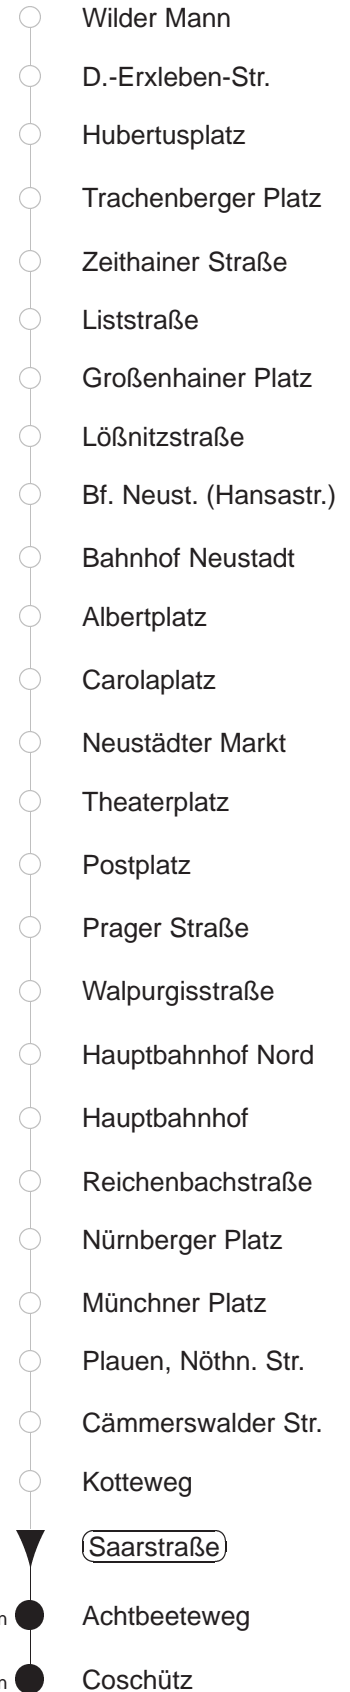 Wilder Mann
D.-Erxleben-Str.
Hubertusplatz
Trachenberger Platz
Zeithainer Straße
Liststraße
Großenhainer Platz
Lößnitzstraße
Bf. Neust. (Hansastr.)
Bahnhof Neustadt
Albertplatz
Carolaplatz
Neustädter Markt
Theaterplatz
Postplatz
Prager Straße
Walpurgisstraße
Hauptbahnhof Nord
Hauptbahnhof
Reichenbachstraße
Nürnberger Platz
Münchner Platz
Plauen, Nöthn. Str.
Cämmerswalder Str.
Kotteweg
Saarstraße
Achtbeeteweg
Coschütz